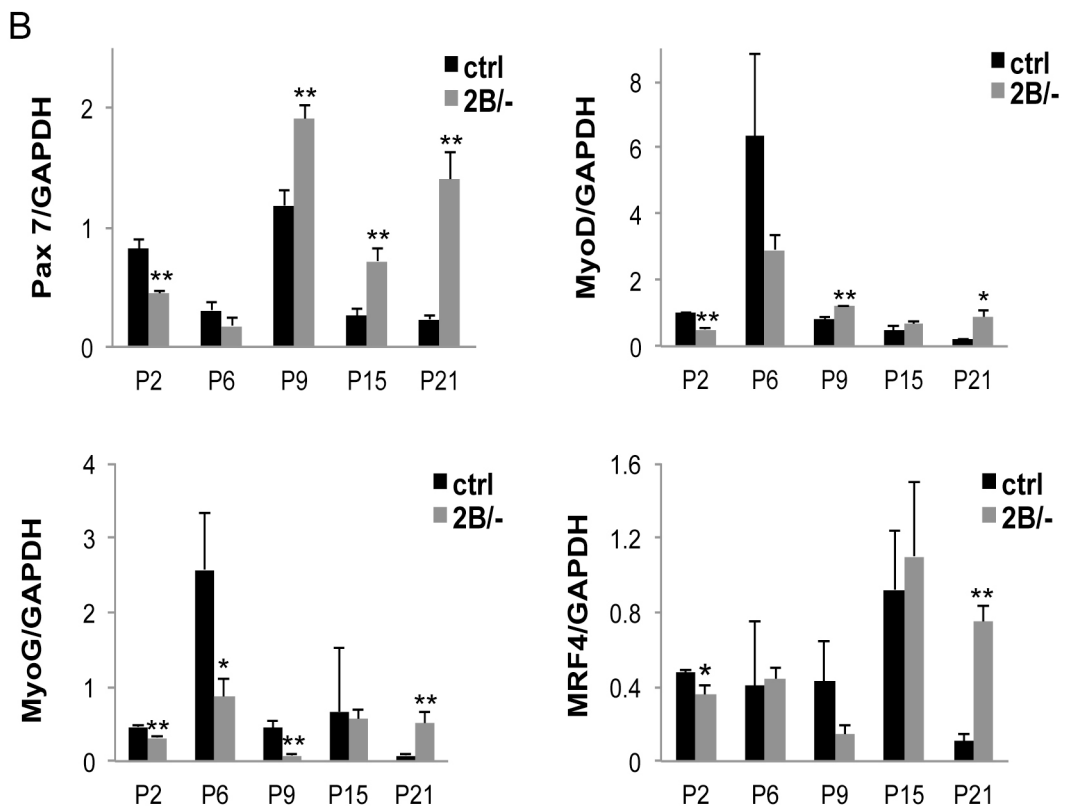 B
Pax 7/GAPDH
2
1
0
ctrl
2B/-
**
**
**
**
P2 P6 P9 P15 P21
MyoD/GAPDH
8
6
4
2
0
ctrl
2B/-
**
**
*
P2 P6 P9 P15 P21
MyoG/GAPDH
4
3
2
1
0
ctrl
2B/-
**
*
**
**
P2 P6 P9 P15 P21
MRF4/GAPDH
1.6
1.2
0.8
0.4
0
ctrl
2B/-
*
**
P2 P6 P9 P15 P21